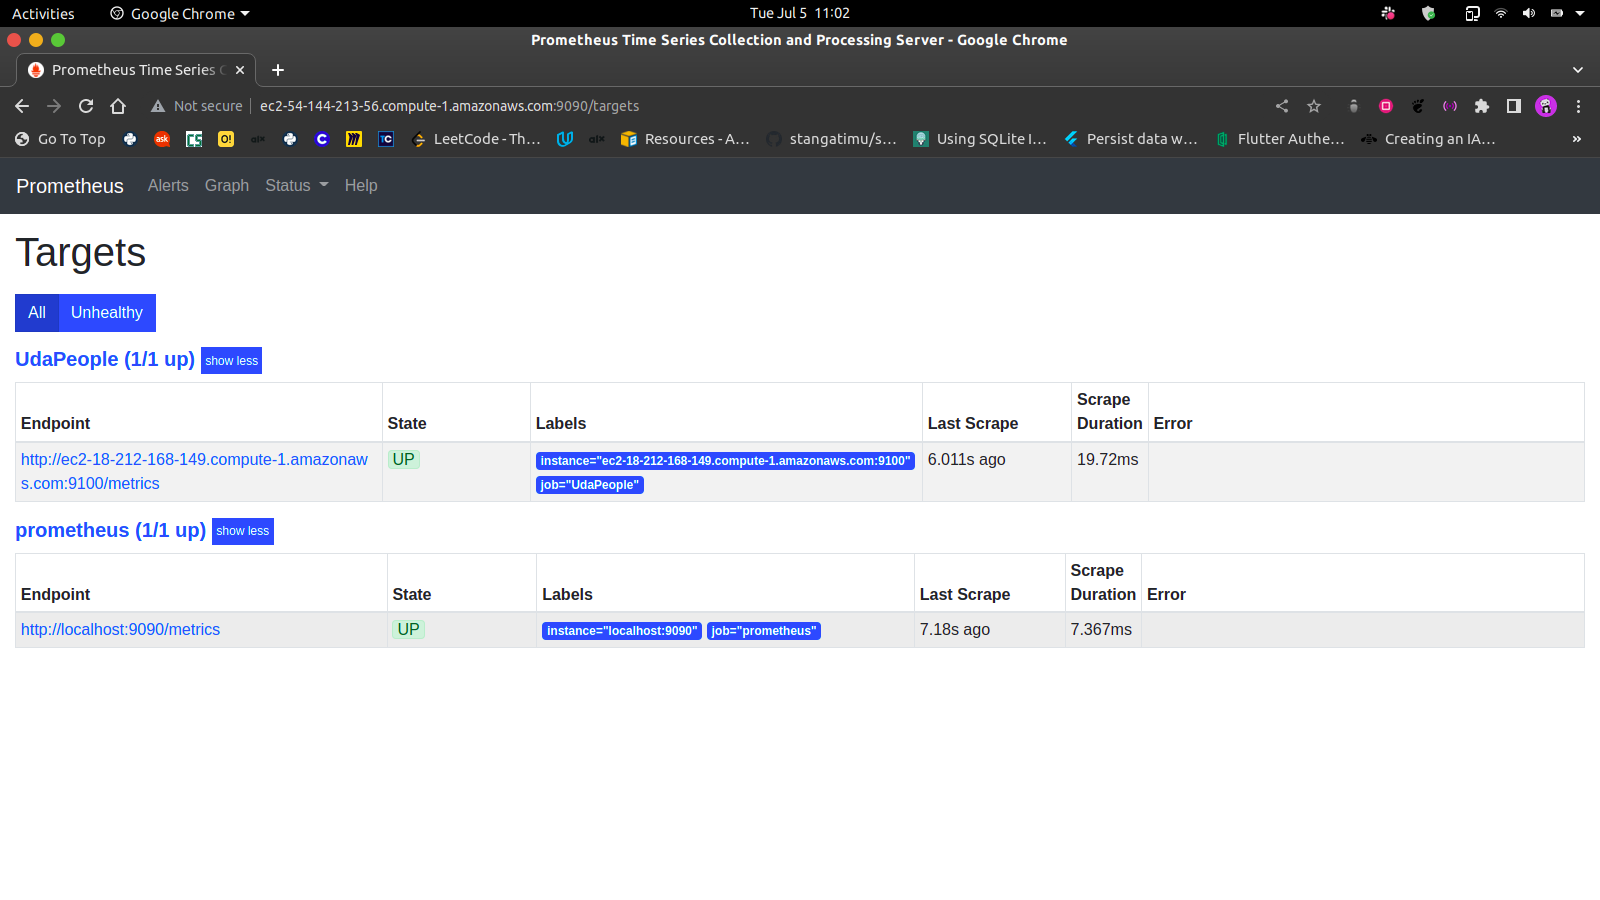 Activities Google Chrome Tue Jul 5 11:02
Prometheus Time Series Collection and Processing Server - Google Chrome
Prometheus Time Series C
Not secure ec2-54-144-213-56.compute-1.amazonaws.com:9090/targets
Go To Top ask CS O! TC LeetCode - Th... Resources - A... stangatimu/s... Using SQLite I... Persist data w... Flutter Authe... Creating an IA... »
Prometheus Alerts Graph Status Help
Targets
All Unhealthy
UdaPeople (1/1 up) show less
Endpoint State Labels Last Scrape Scrape Duration Error
http://ec2-18-212-168-149.compute-1.amazonaw UP instance="ec2-18-212-168-149.compute-1.amazonaws.com:9100" 6.011s ago 19.72ms
s.com:9100/metrics job="UdaPeople"
prometheus (1/1 up) show less
Endpoint State Labels Last Scrape Scrape Duration Error
http://localhost:9090/metrics UP instance="localhost:9090" job="prometheus" 7.18s ago 7.367ms